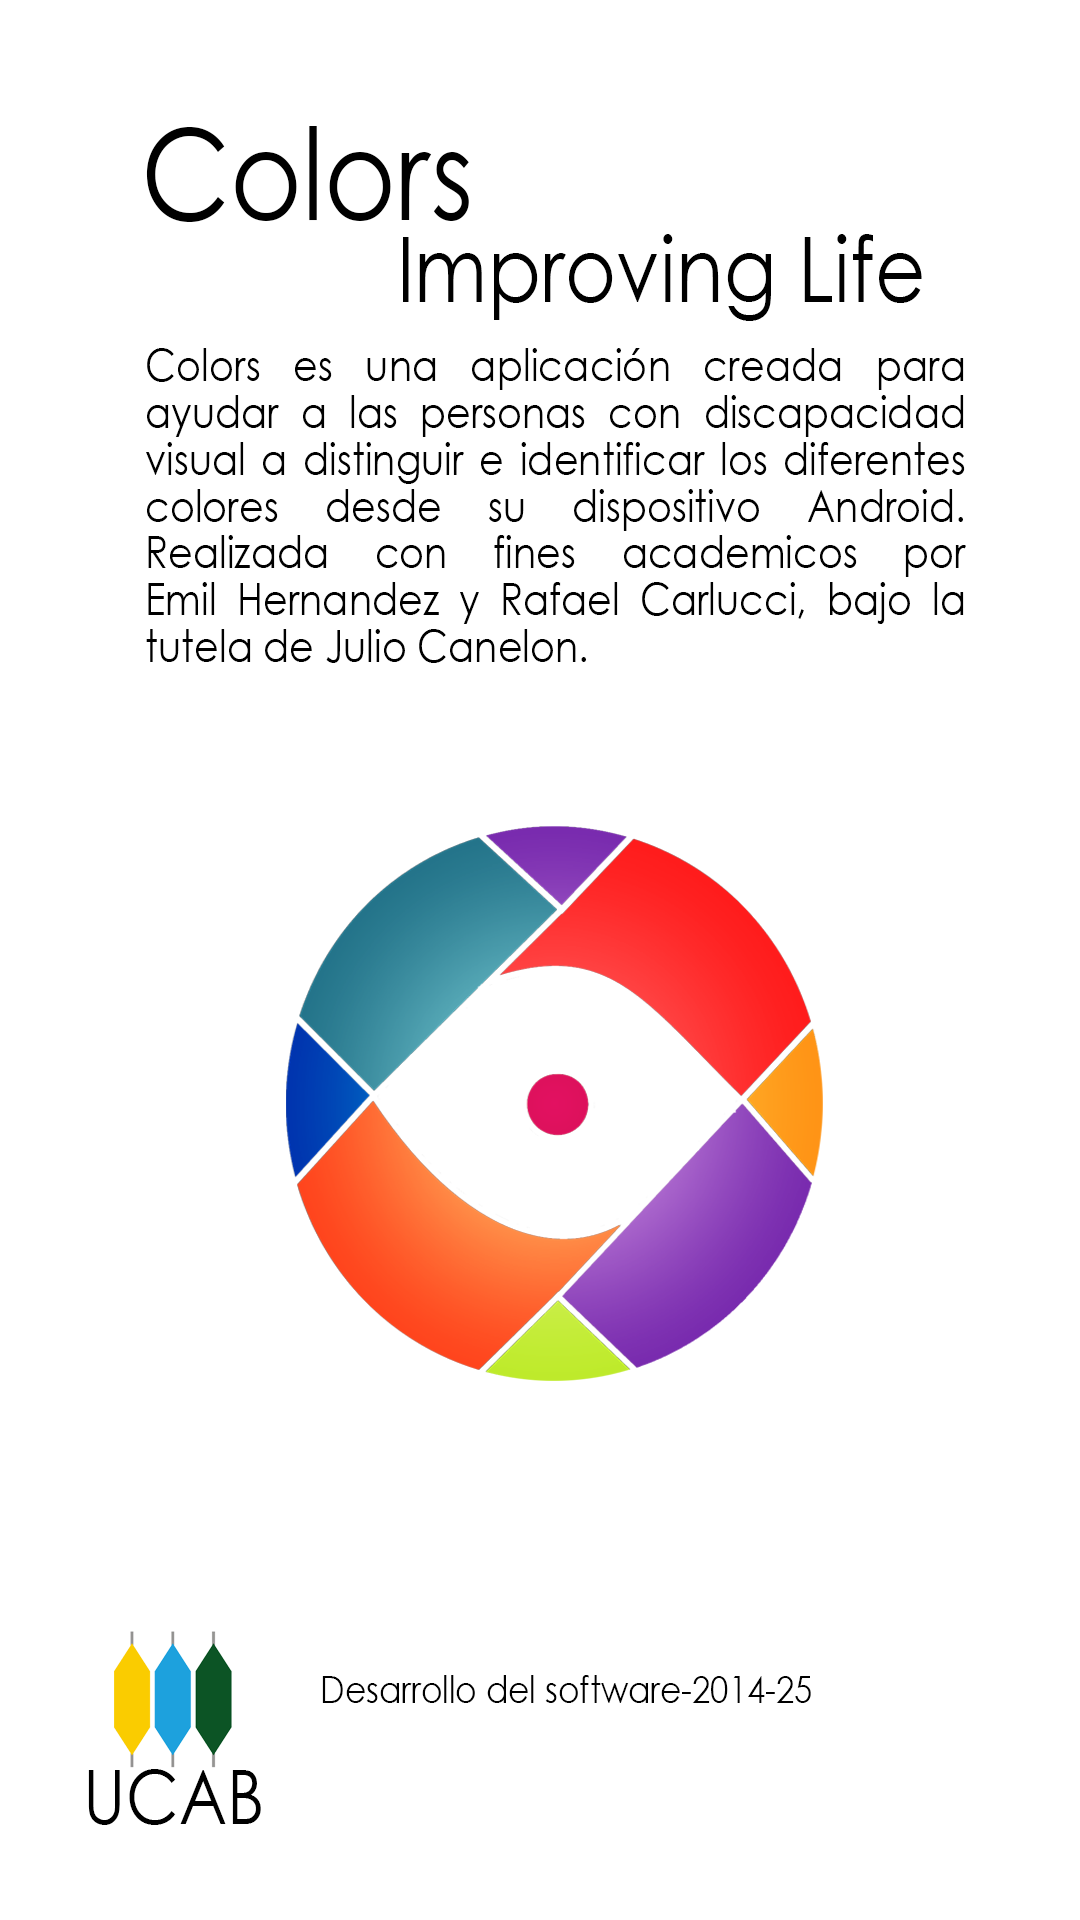 Colors
Improving Life
Colors es una aplicación creada para
ayudar a las personas con discapacidad
visual a distinguir e identificar los diferentes
colores desde su dispositivo Android.
Realizada con fines academicos por
Emil Hernandez y Rafael Carlucci, bajo la
tutela de Julio Canelon.
Desarrollo del software-2014-25
UCAB